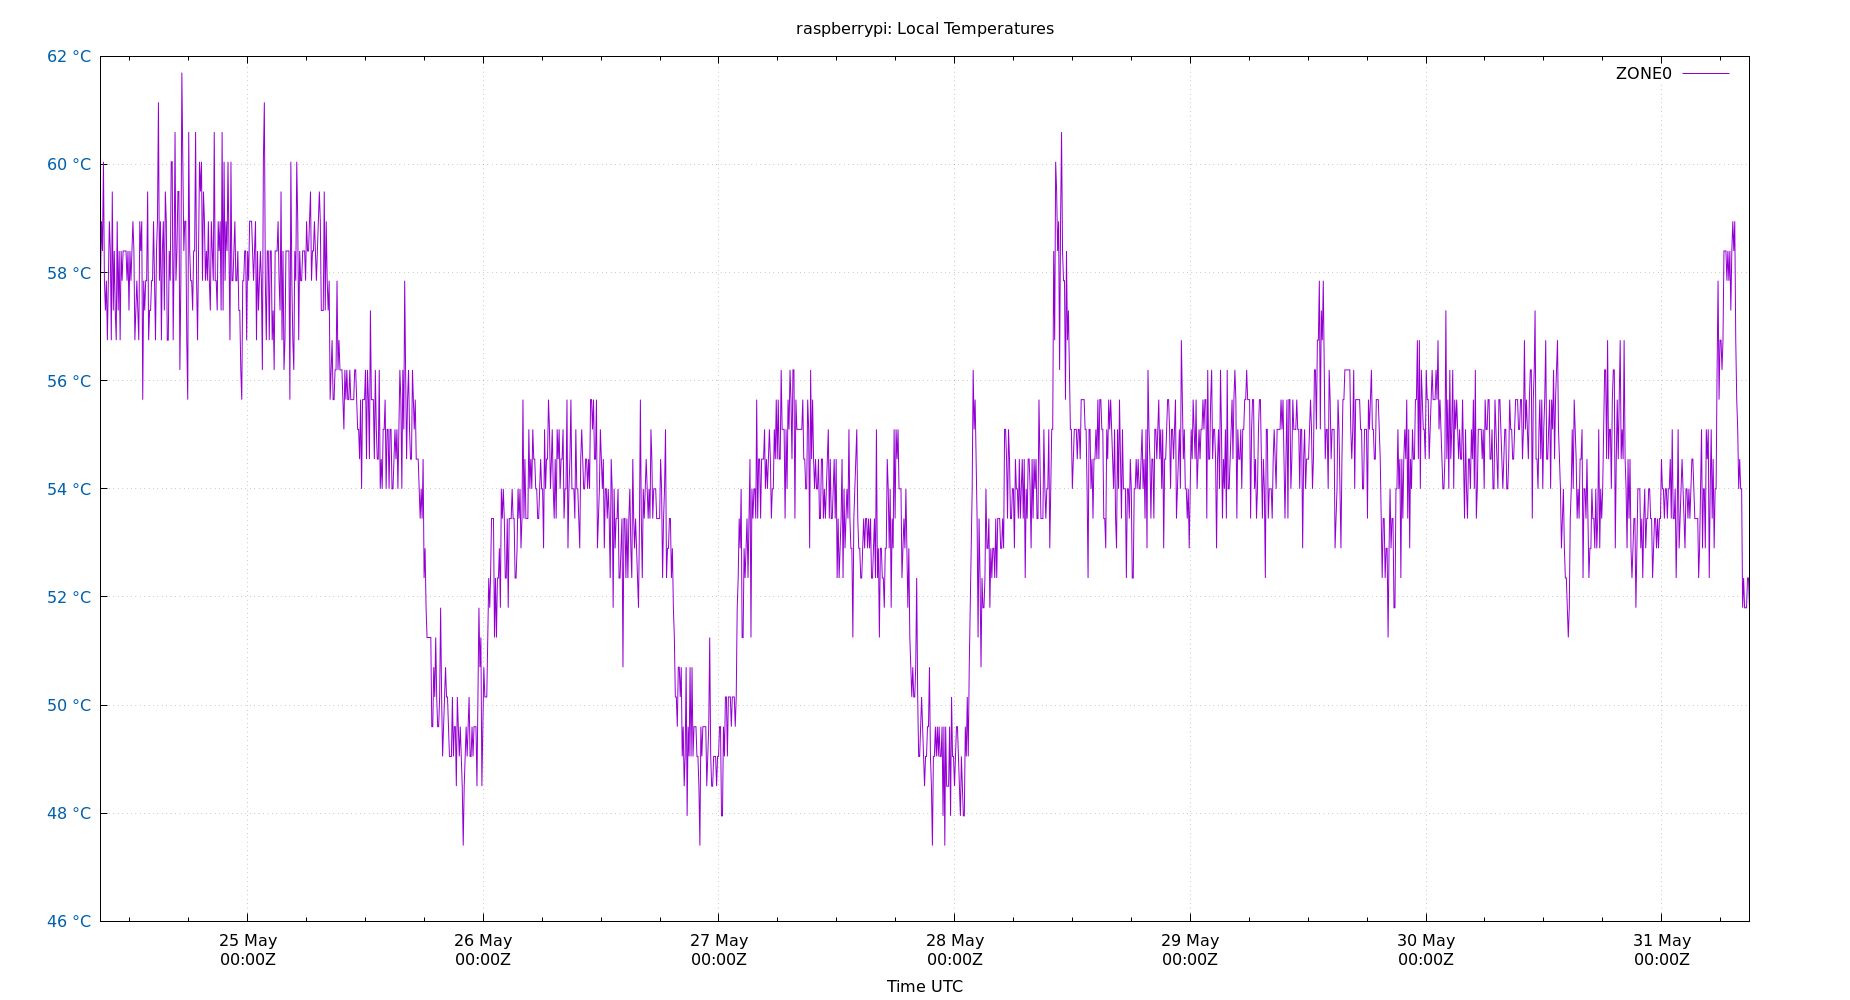 raspberrypi: Local Temperatures
ZONE0
62 °C
60 °C
58 °C
56 °C
54 °C
52 °C
50 °C
48 °C
46 °C
25 May
00:00Z
26 May
00:00Z
27 May
00:00Z
28 May
00:00Z
29 May
00:00Z
30 May
00:00Z
31 May
00:00Z
Time UTC